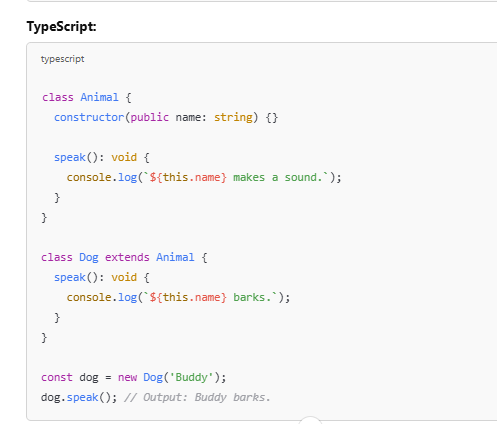 TypeScript:
typescript
class Animal {
  constructor(public name: string) {}
  speak(): void {
    console.log(`${this.name} makes a sound.`);
  }
}
class Dog extends Animal {
  speak(): void {
    console.log(`${this.name} barks.`);
  }
}
const dog = new Dog('Buddy');
dog.speak(); // Output: Buddy barks.